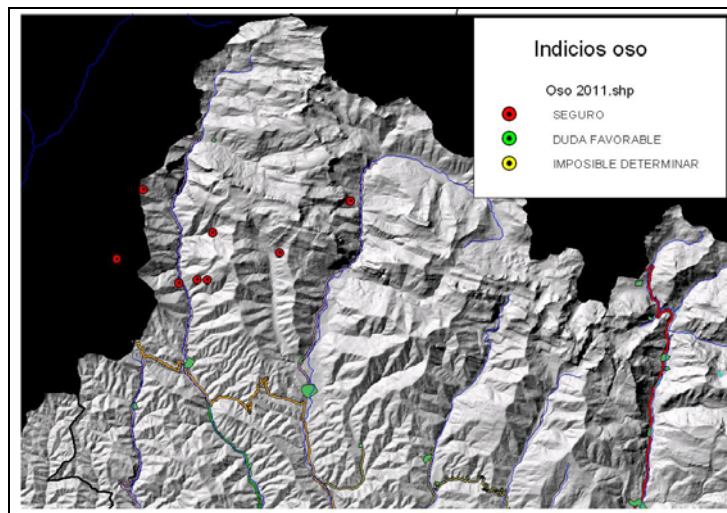 Indicios oso
Oso 2011.shp
SEGURO
DUDA FAVORABLE
IMPOSIBLE DETERMINAR